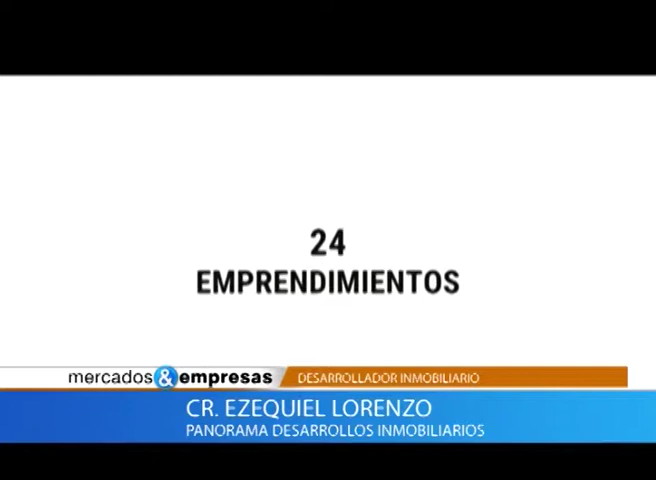 24
EMPRENDIMIENTOS
mercados&empresas DESARROLLADOR INMOBILIARIO
CR. EZEQUIEL LORENZO
PANORAMA DESARROLLOS INMOBILIARIOS